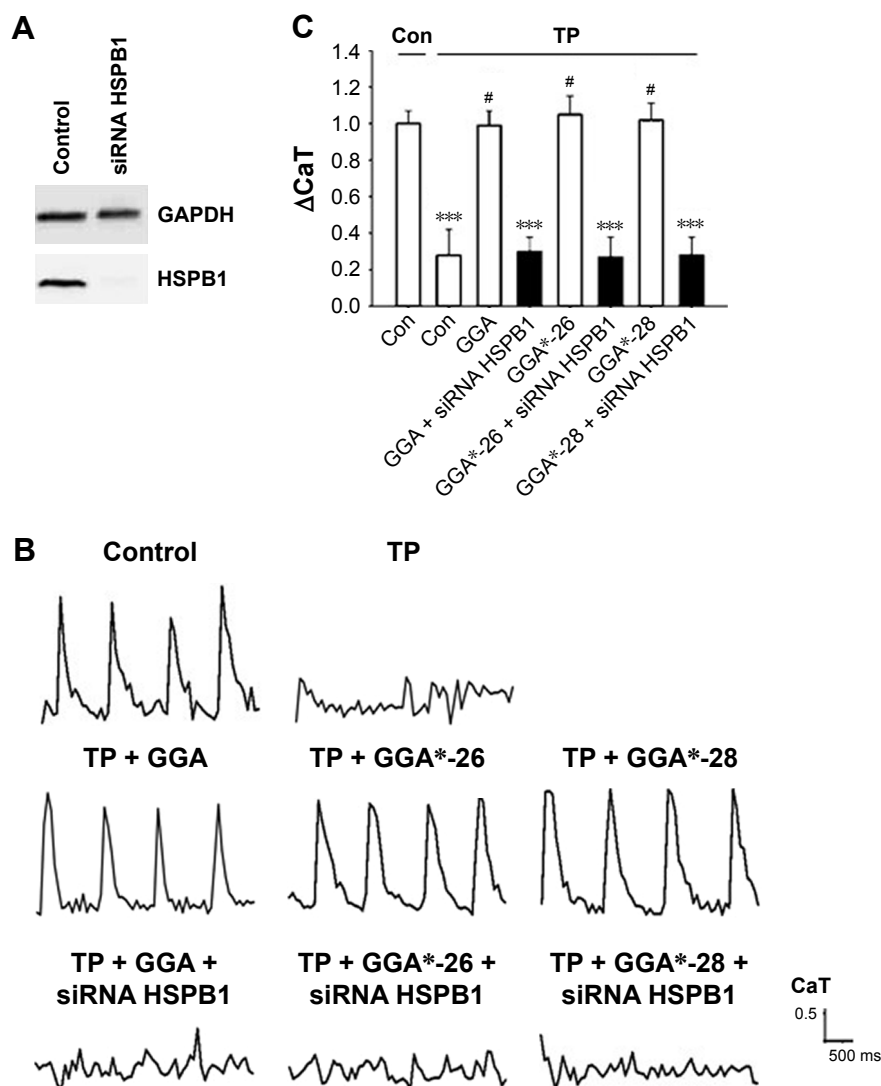 A
Control
siRNA HSPB1
GAPDH
HSPB1
C
Con
TP
1.4
1.2
1.0
0.8
0.6
0.4
0.2
0.0
ΔCaT
***
#
***
#
***
#
***
Con
Con
GGA
GGA + siRNA HSPB1
GGA*-26
GGA*-26 + siRNA HSPB1
GGA*-28
GGA*-28 + siRNA HSPB1
B
Control
TP
TP + GGA
TP + GGA*-26
TP + GGA*-28
TP + GGA +
siRNA HSPB1
TP + GGA*-26 +
siRNA HSPB1
TP + GGA*-28 +
siRNA HSPB1
CaT
0.5
500 ms